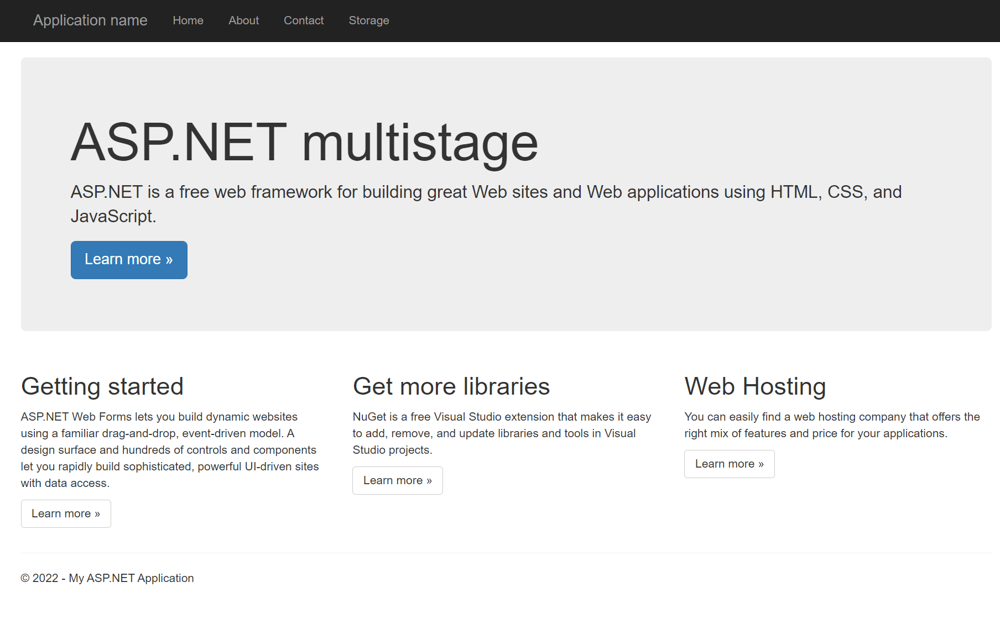 Application name Home About Contact Storage
ASP.NET multistage
ASP.NET is a free web framework for building great Web sites and Web applications using HTML, CSS, and
JavaScript.
Learn more »
Getting started
ASP.NET Web Forms lets you build dynamic websites
using a familiar drag-and-drop, event-driven model. A
design surface and hundreds of controls and components
let you rapidly build sophisticated, powerful UI-driven sites
with data access.
Learn more »
Get more libraries
NuGet is a free Visual Studio extension that makes it easy
to add, remove, and update libraries and tools in Visual
Studio projects.
Learn more »
Web Hosting
You can easily find a web hosting company that offers the
right mix of features and price for your applications.
Learn more »
© 2022 - My ASP.NET Application